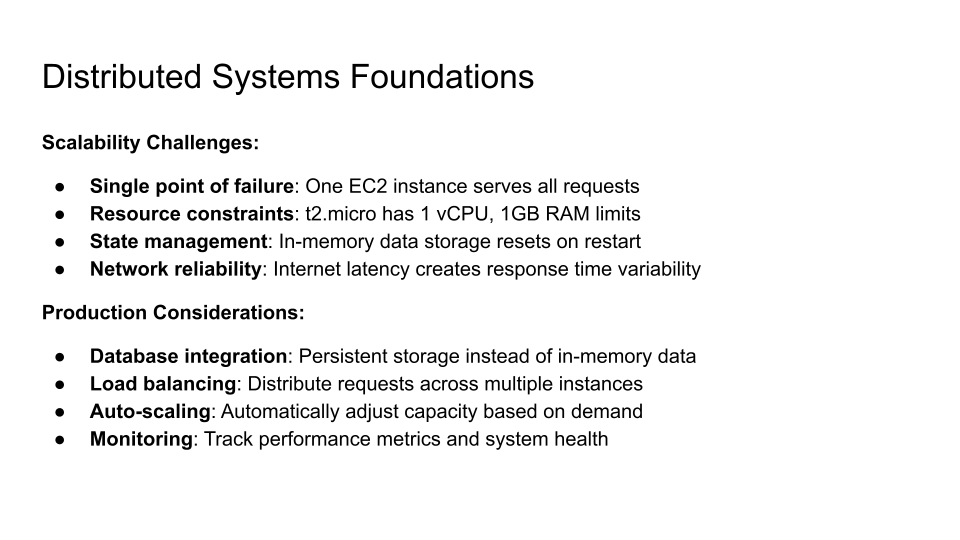 Distributed Systems Foundations
Scalability Challenges:
● Single point of failure: One EC2 instance serves all requests
● Resource constraints: t2.micro has 1 vCPU, 1GB RAM limits
● State management: In-memory data storage resets on restart
● Network reliability: Internet latency creates response time variability
Production Considerations:
● Database integration: Persistent storage instead of in-memory data
● Load balancing: Distribute requests across multiple instances
● Auto-scaling: Automatically adjust capacity based on demand
● Monitoring: Track performance metrics and system health